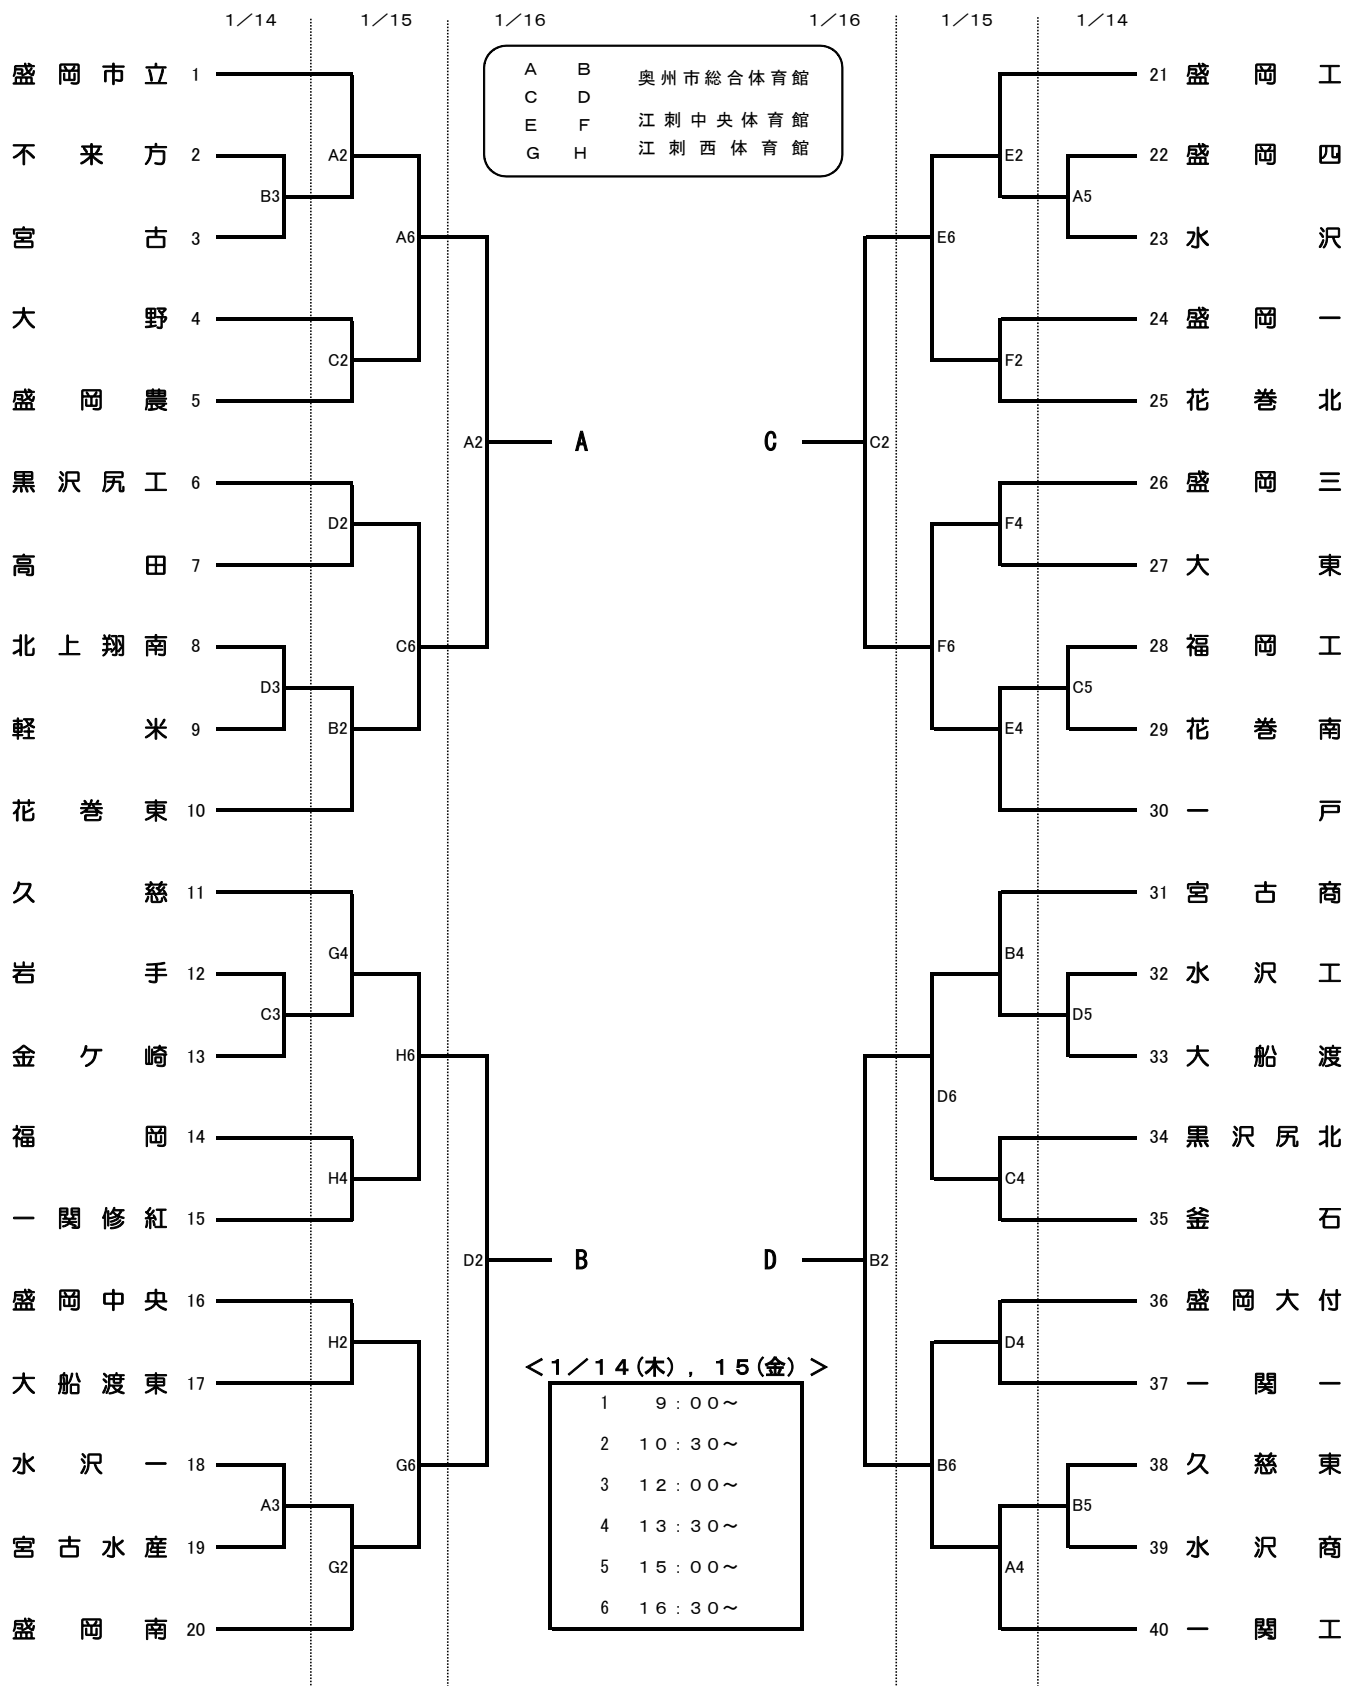 1／14 1／15 1／16 1／16 1／15 1／14
A B 奥州市総合体育館
C D
E F 江刺中央体育館
G H 江刺西体育館
盛岡市立 1 21 盛岡工
不来方 2 A2 E2 22 盛岡四
B3 A5
宮古 3 A6 E6 23 水沢
大野 4 24 盛岡一
C2 F2
盛岡農 5 25 花巻北
A2 A C C2
黒沢尻工 6 26 盛岡三
D2 F4
高田 7 27 大東
北上翔南 8 C6 F6 28 福岡工
D3 C5
軽米 9 B2 E4 29 花巻南
花巻東 10 30 一戸
久慈 11 31 宮古商
G4 B4
岩手 12 32 水沢工
C3 D5
金ケ崎 13 H6 33 大船渡
D6
福岡 14 34 黒沢尻北
H4 C4
一関修紅 15 35 釜石
D2 B D B2
盛岡中央 16 36 盛岡大付
H2 D4
＜1／14(木)，15(金)＞
大船渡東 17 37 一関一
1 9：00～
2 10：30～
水沢一 18 G6 B6 38 久慈東
3 12：00～
A3 B5
4 13：30～
宮古水産 19 39 水沢商
G2 5 15：00～ A4
6 16：30～
盛岡南 20 40 一関工